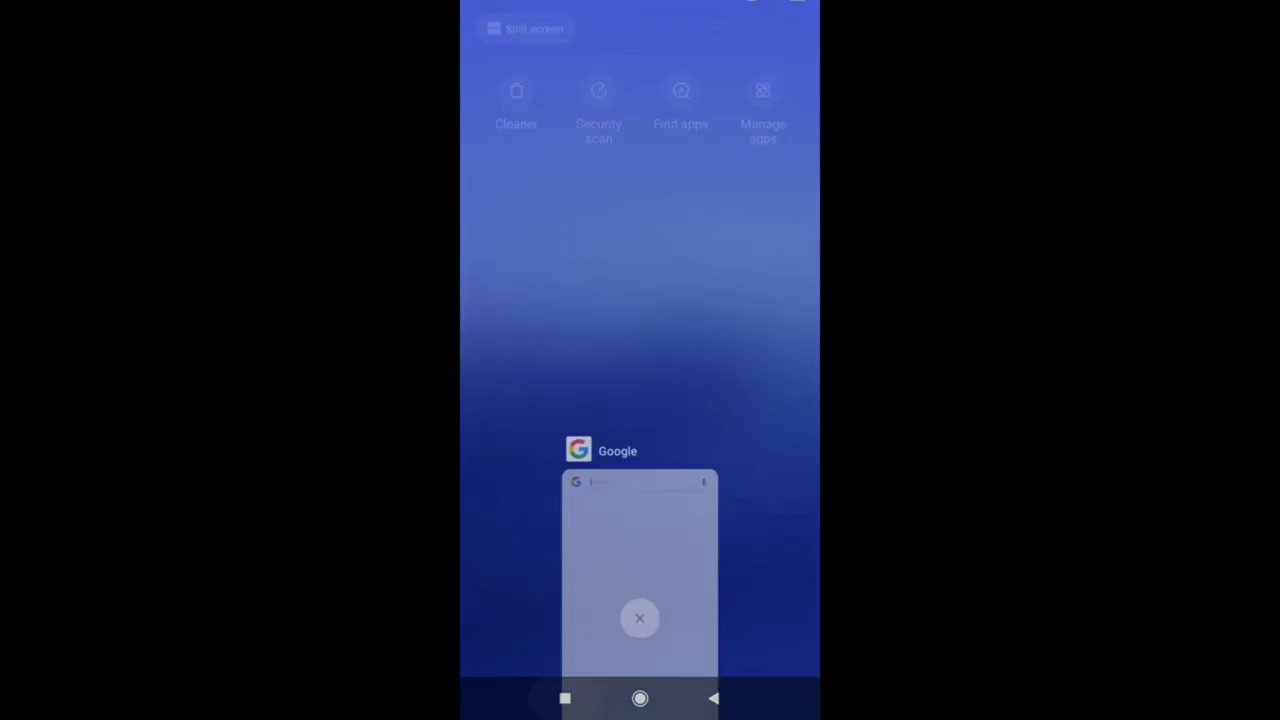 Split screen
Cleaner
Security
scan
Find apps
Manage
apps
Google